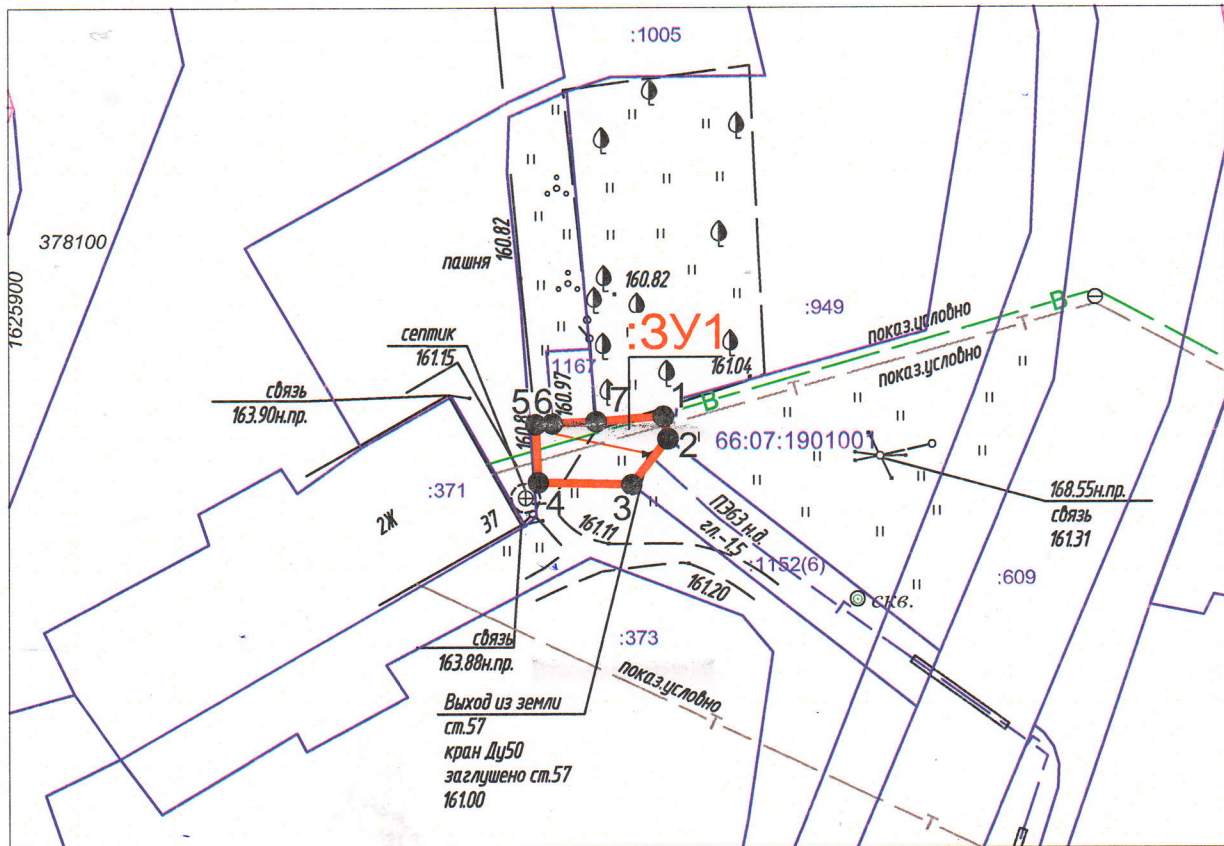 :1005
378100
1625900
160.82
пашня
160.82
:949
показ.условно
В
Т
показ.условно
:ЗУ1
септик
161.15
1167
161.04
связь
163.90н.пр.
160.97
5
6
7
1
В
Т
2
66:07:1901001
:371
2Ж
37
4
3
161.11
ПЭ63 н.д.
гл.-1.5
168.55н.пр.
связь
161.31
:1152(6)
:609
161.20
скв.
Г
связь
163.88н.пр.
:373
показ.условно
Выход из земли
ст.57
кран Ду50
заглушено ст.57
161.00
Т
Г
Т